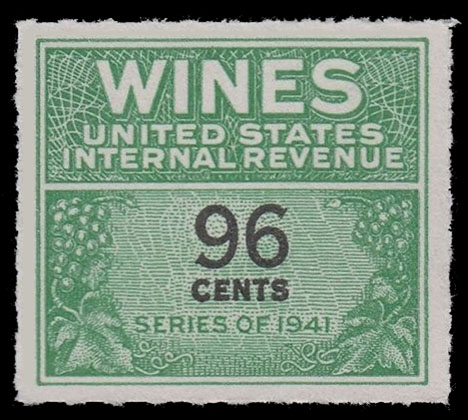 WINES
UNITED STATES
INTERNAL REVENUE
96
CENTS
SERIES OF 1941